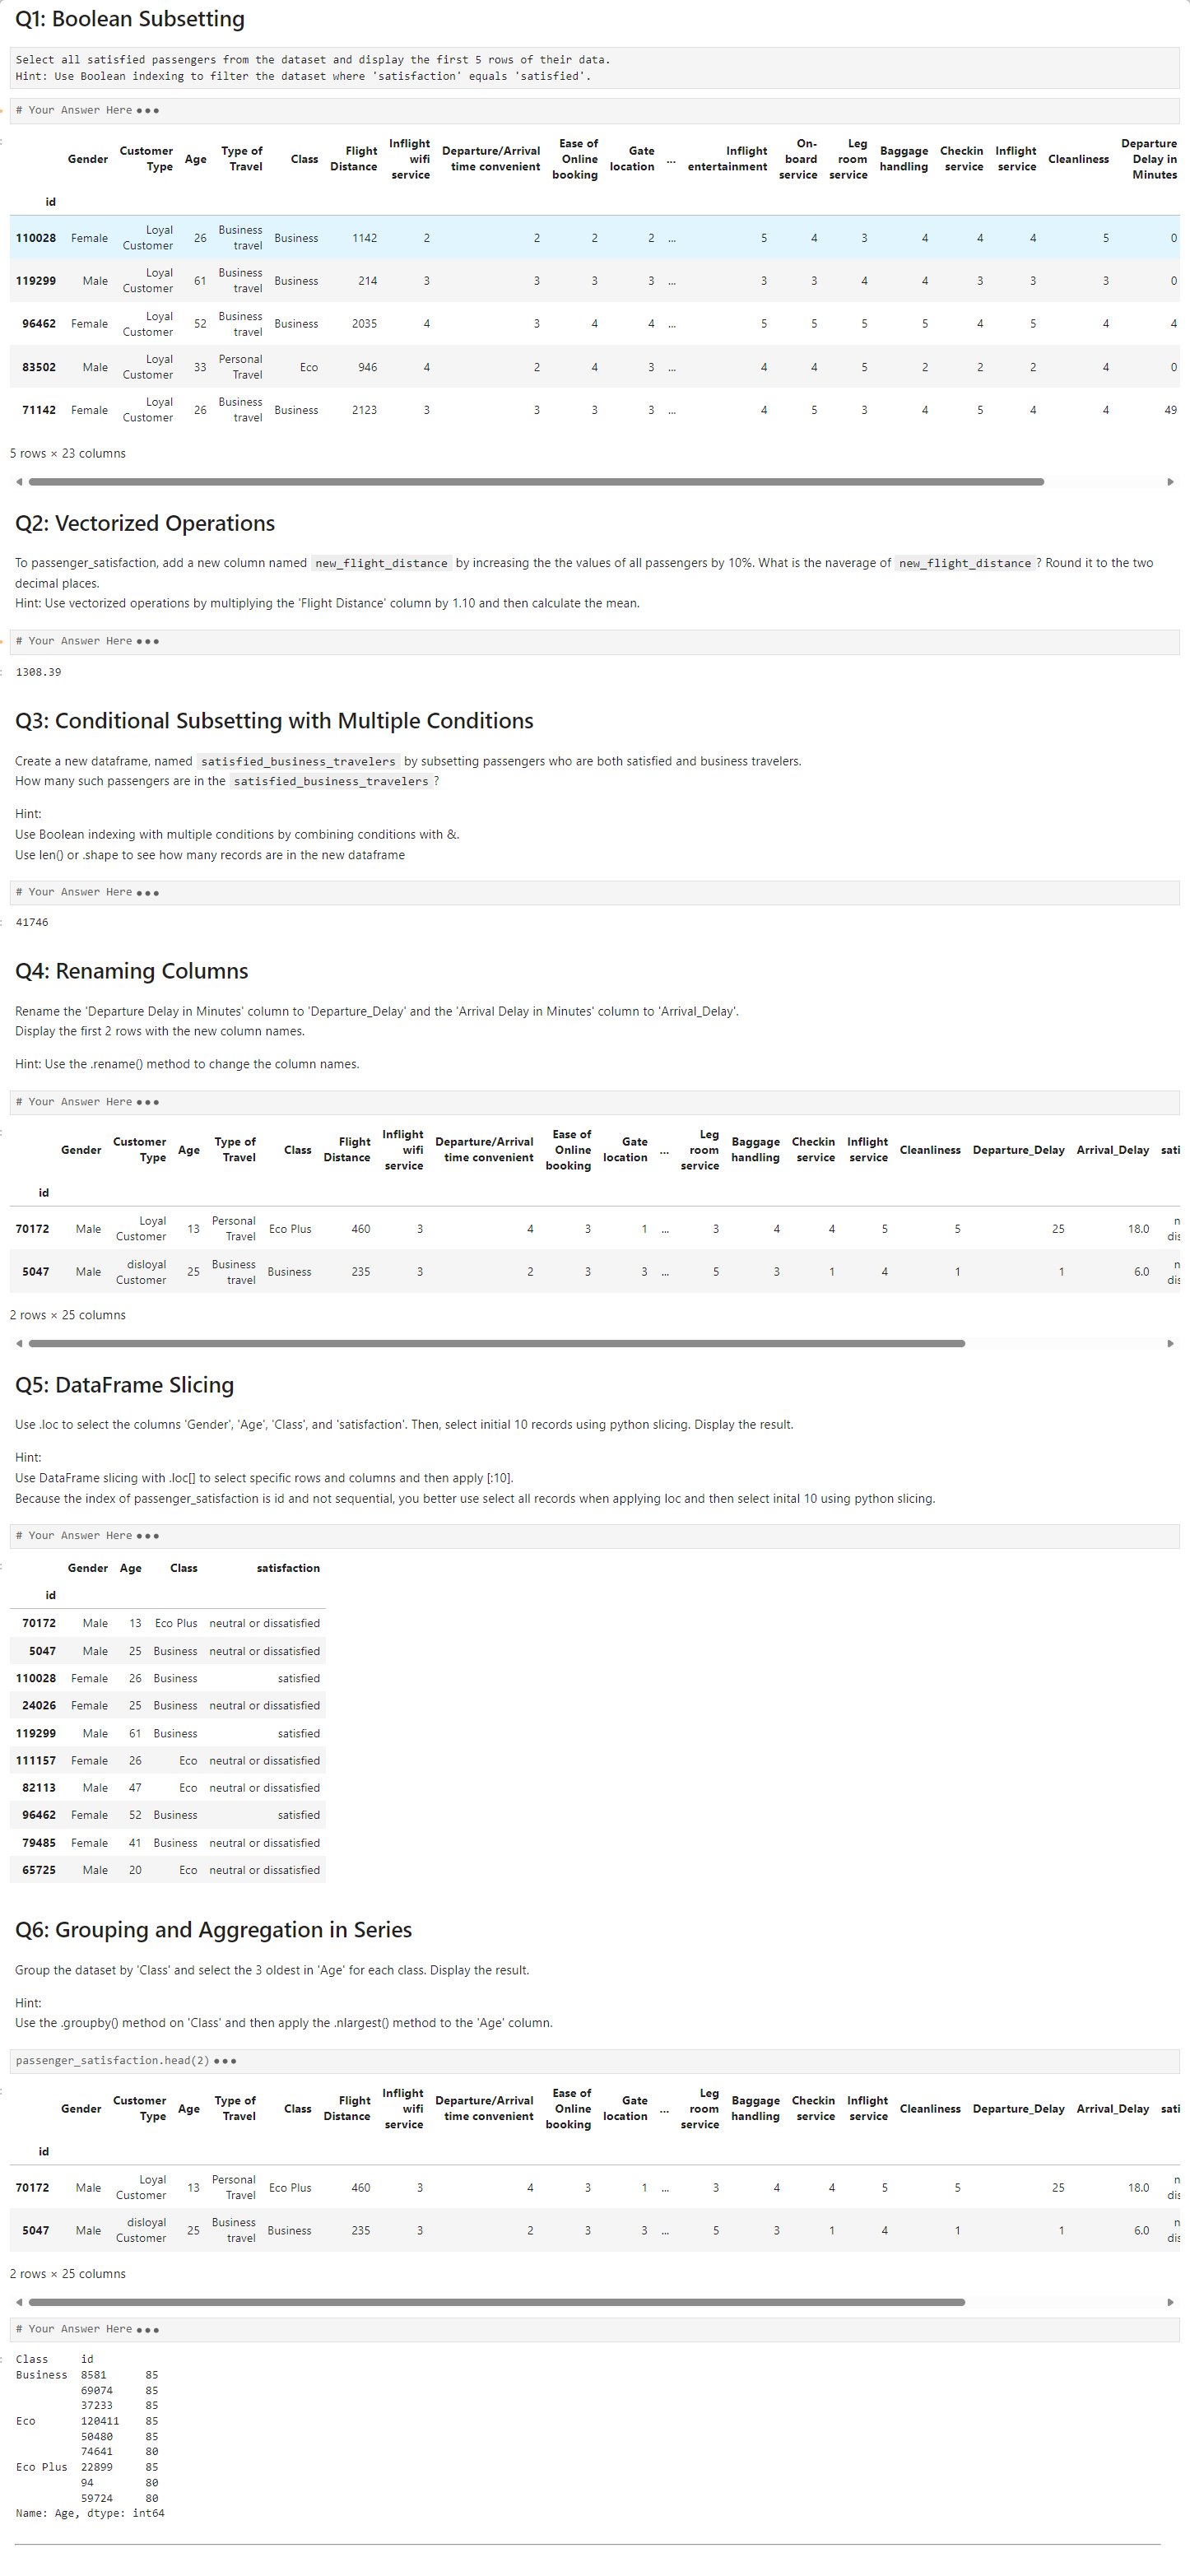 Q1: Boolean Subsetting
Select all satisfied passengers from the dataset and display the first 5 rows of their data.
Hint: Use Boolean indexing to filter the dataset where 'satisfaction' equals 'satisfied'.
# Your Answer Here •••
Gender Customer Type Age Type of Travel Class Flight Distance Inflight wifi service Departure/Arrival time convenient Ease of Online booking Gate location ... Inflight entertainment On-board service Leg room service Baggage handling Checkin service Inflight service Cleanliness Departure Delay in Minutes
id
110028 Female Loyal Customer 26 Business travel Business 1142 2 2 2 2 ... 5 4 3 4 4 4 5 0
119299 Male Loyal Customer 61 Business travel Business 214 3 3 3 3 ... 3 3 4 4 3 3 3 0
96462 Female Loyal Customer 52 Business travel Business 2035 4 3 4 4 ... 5 5 5 5 4 5 4 4
83502 Male Loyal Customer 33 Personal Travel Eco 946 4 2 4 3 ... 4 4 5 2 2 2 4 0
71142 Female Loyal Customer 26 Business travel Business 2123 3 3 3 3 ... 4 5 3 4 5 4 4 49
5 rows × 23 columns
Q2: Vectorized Operations
To passenger_satisfaction, add a new column named new_flight_distance by increasing the the values of all passengers by 10%. What is the naverage of new_flight_distance ? Round it to the two
decimal places.
Hint: Use vectorized operations by multiplying the 'Flight Distance' column by 1.10 and then calculate the mean.
# Your Answer Here •••
1308.39
Q3: Conditional Subsetting with Multiple Conditions
Create a new dataframe, named satisfied_business_travelers by subsetting passengers who are both satisfied and business travelers.
How many such passengers are in the satisfied_business_travelers ?
Hint:
Use Boolean indexing with multiple conditions by combining conditions with &.
Use len() or .shape to see how many records are in the new dataframe
# Your Answer Here •••
41746
Q4: Renaming Columns
Rename the 'Departure Delay in Minutes' column to 'Departure_Delay' and the 'Arrival Delay in Minutes' column to 'Arrival_Delay'.
Display the first 2 rows with the new column names.
Hint: Use the .rename() method to change the column names.
# Your Answer Here •••
Gender Customer Type Age Type of Travel Class Flight Distance Inflight wifi service Departure/Arrival time convenient Ease of Online booking Gate location ... Leg room service Baggage handling Checkin service Inflight service Cleanliness Departure_Delay Arrival_Delay sati
id
70172 Male Loyal Customer 13 Personal Travel Eco Plus 460 3 4 3 1 ... 3 4 4 5 5 25 18.0 n dis
5047 Male disloyal Customer 25 Business travel Business 235 3 2 3 3 ... 5 3 1 4 1 1 6.0 n dis
2 rows × 25 columns
Q5: DataFrame Slicing
Use .loc to select the columns 'Gender', 'Age', 'Class', and 'satisfaction'. Then, select initial 10 records using python slicing. Display the result.
Hint:
Use DataFrame slicing with .loc[] to select specific rows and columns and then apply [:10].
Because the index of passenger_satisfaction is id and not sequential, you better use select all records when applying loc and then select inital 10 using python slicing.
# Your Answer Here •••
Gender Age Class satisfaction
id
70172 Male 13 Eco Plus neutral or dissatisfied
5047 Male 25 Business neutral or dissatisfied
110028 Female 26 Business satisfied
24026 Female 25 Business neutral or dissatisfied
119299 Male 61 Business satisfied
111157 Female 26 Eco neutral or dissatisfied
82113 Male 47 Eco neutral or dissatisfied
96462 Female 52 Business satisfied
79485 Female 41 Business neutral or dissatisfied
65725 Male 20 Eco neutral or dissatisfied
Q6: Grouping and Aggregation in Series
Group the dataset by 'Class' and select the 3 oldest in 'Age' for each class. Display the result.
Hint:
Use the .groupby() method on 'Class' and then apply the .nlargest() method to the 'Age' column.
passenger_satisfaction.head(2) •••
Gender Customer Type Age Type of Travel Class Flight Distance Inflight wifi service Departure/Arrival time convenient Ease of Online booking Gate location ... Leg room service Baggage handling Checkin service Inflight service Cleanliness Departure_Delay Arrival_Delay sati
id
70172 Male Loyal Customer 13 Personal Travel Eco Plus 460 3 4 3 1 ... 3 4 4 5 5 25 18.0 n dis
5047 Male disloyal Customer 25 Business travel Business 235 3 2 3 3 ... 5 3 1 4 1 1 6.0 n dis
2 rows × 25 columns
# Your Answer Here •••
Class id
Business 8581 85
69074 85
37233 85
Eco 120411 85
50480 85
74641 80
Eco Plus 22899 85
94 80
59724 80
Name: Age, dtype: int64